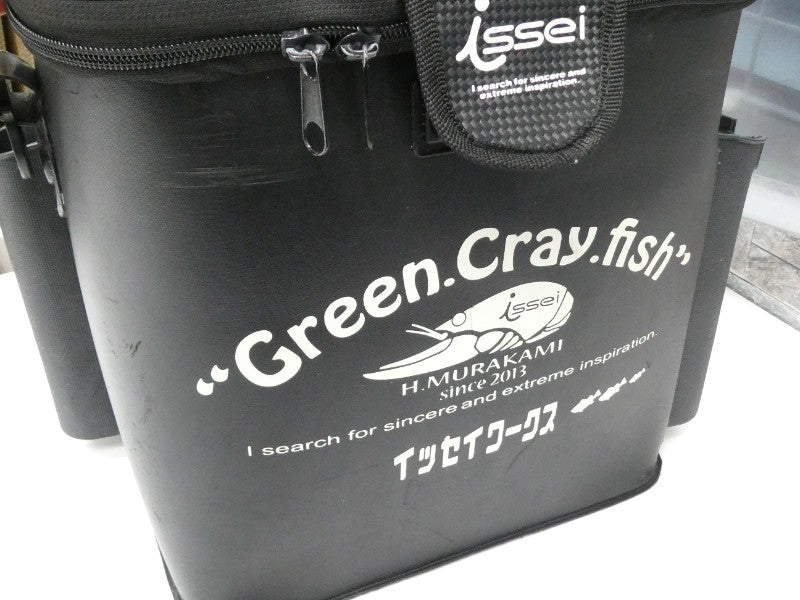 issei
I search for sincere and
extreme inspiration.
"Green.Cray.fish"
issei
H.MURAKAMI
since 2013
I search for sincere and extreme inspiration.
イッセイワークス